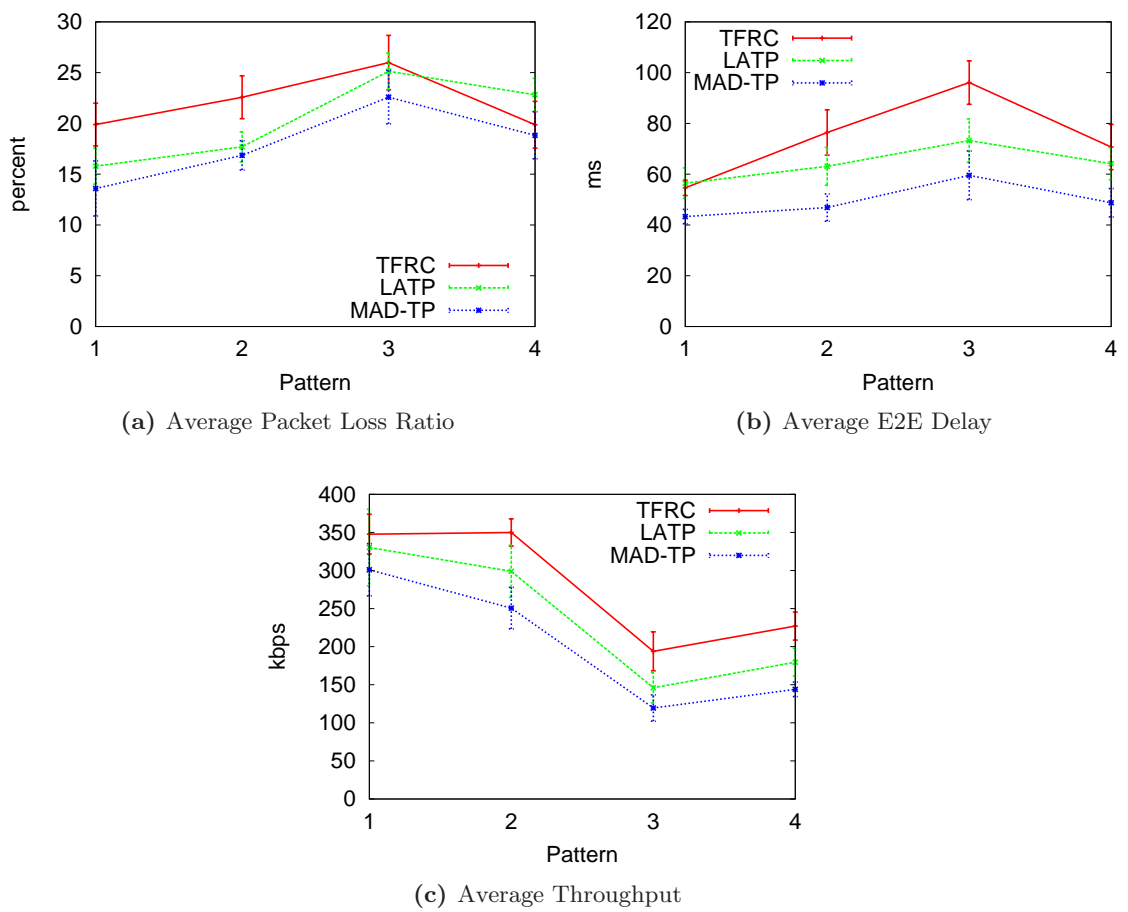 30
25
20
15
10
5
0
percent
TFRC
LATP
MAD-TP
1 2 3 4
Pattern
(a) Average Packet Loss Ratio
120
100
80
60
40
20
0
ms
TFRC
LATP
MAD-TP
1 2 3 4
Pattern
(b) Average E2E Delay
400
350
300
250
200
150
100
50
0
kbps
TFRC
LATP
MAD-TP
1 2 3 4
Pattern
(c) Average Throughput